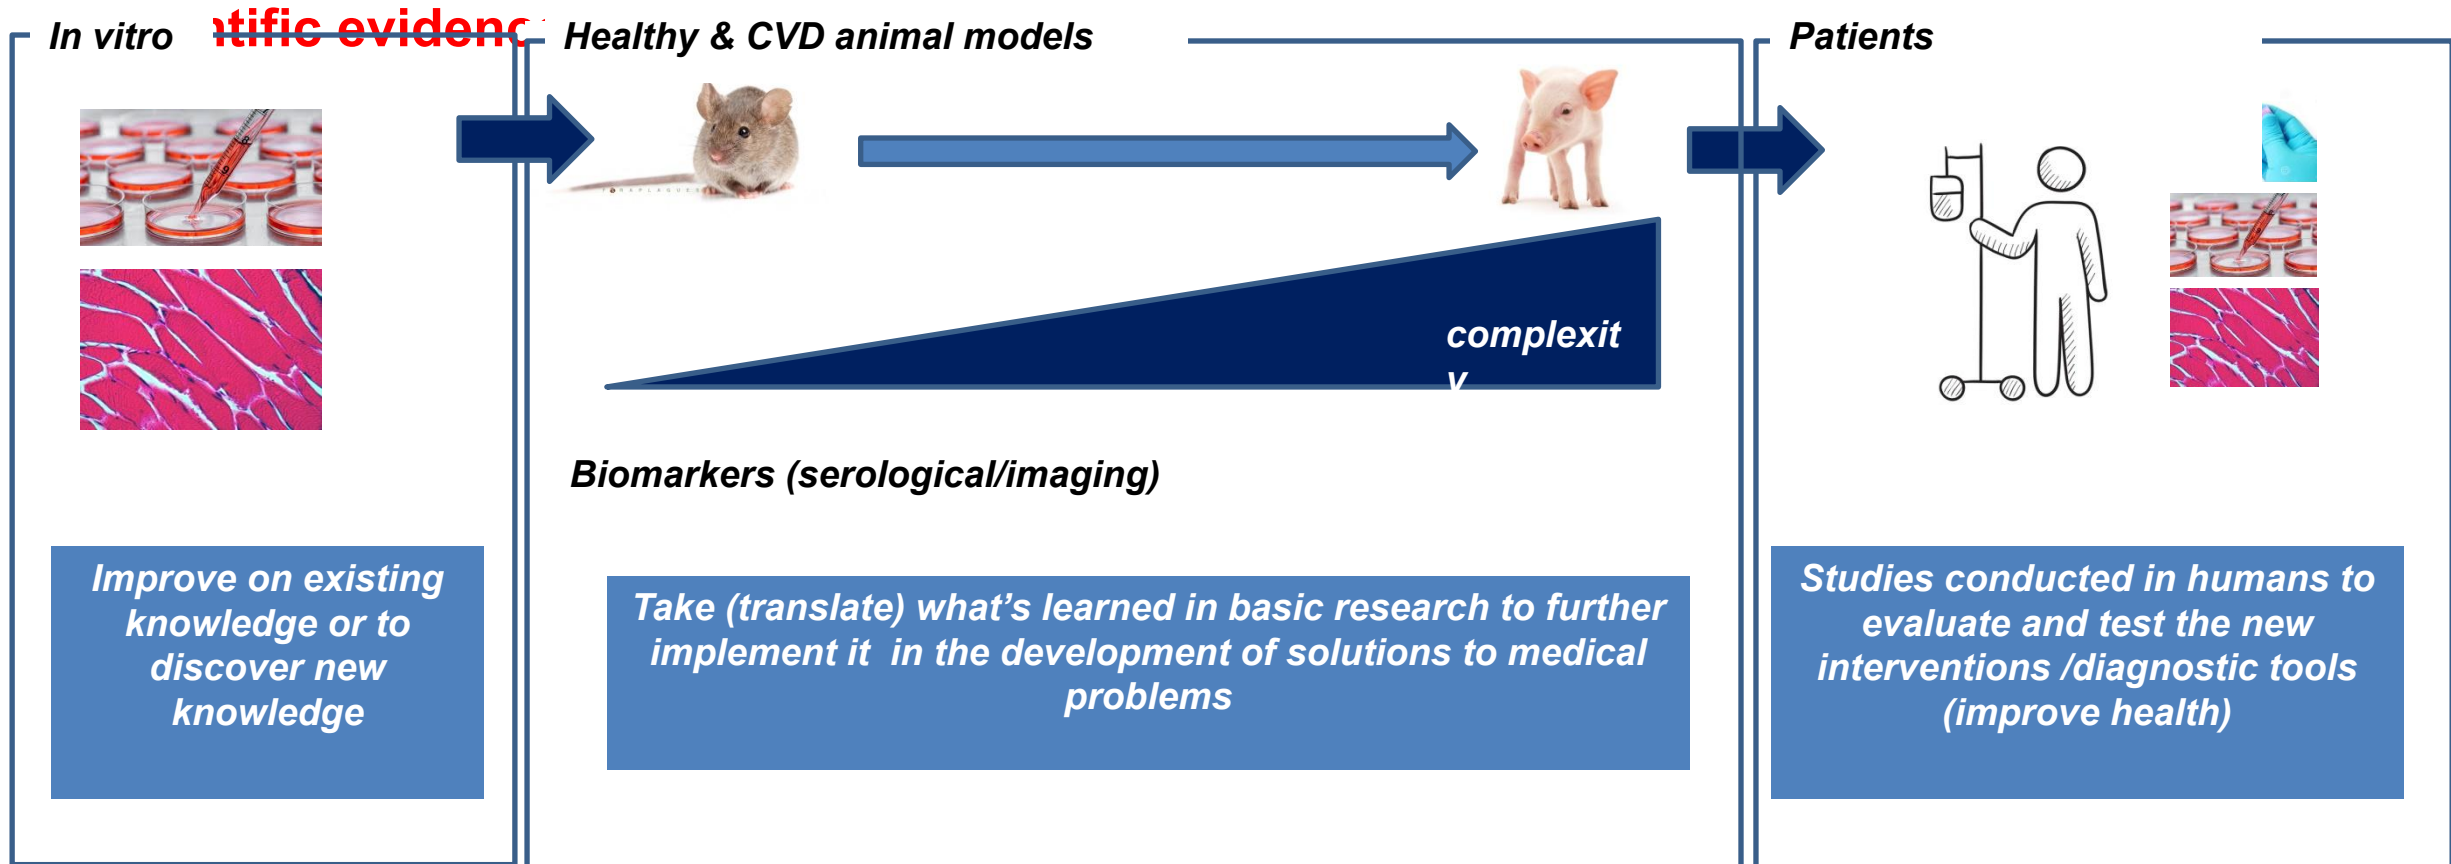 In vitro
Healthy & CVD animal models
Patients
complexit
y
Biomarkers (serological/imaging)
Improve on existing
knowledge or to
discover new
knowledge
Take (translate) what's learned in basic research to further
implement it in the development of solutions to medical
problems
Studies conducted in humans to
evaluate and test the new
interventions /diagnostic tools
(improve health)